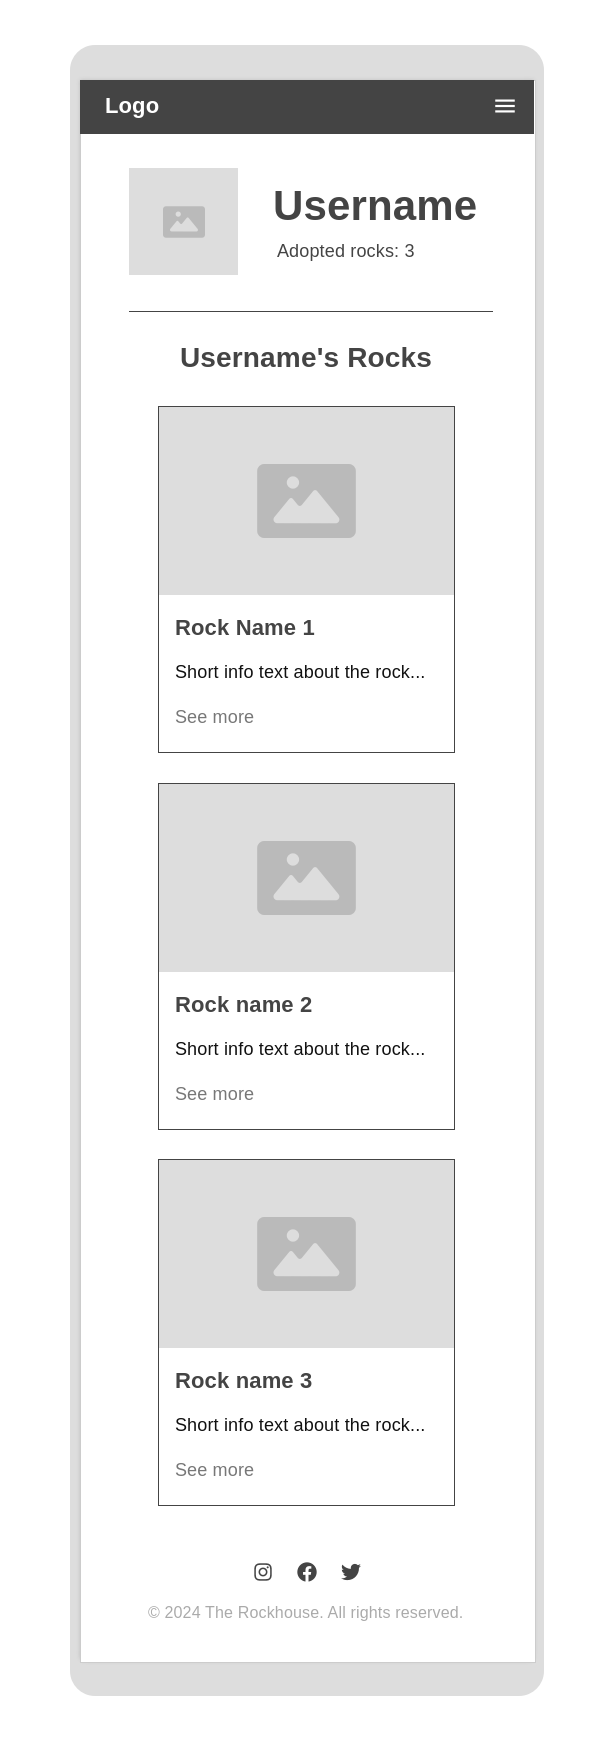 Logo
Username
Adopted rocks: 3
Username's Rocks
Rock Name 1
Short info text about the rock...
See more
Rock name 2
Short info text about the rock...
See more
Rock name 3
Short info text about the rock...
See more
© 2024 The Rockhouse. All rights reserved.